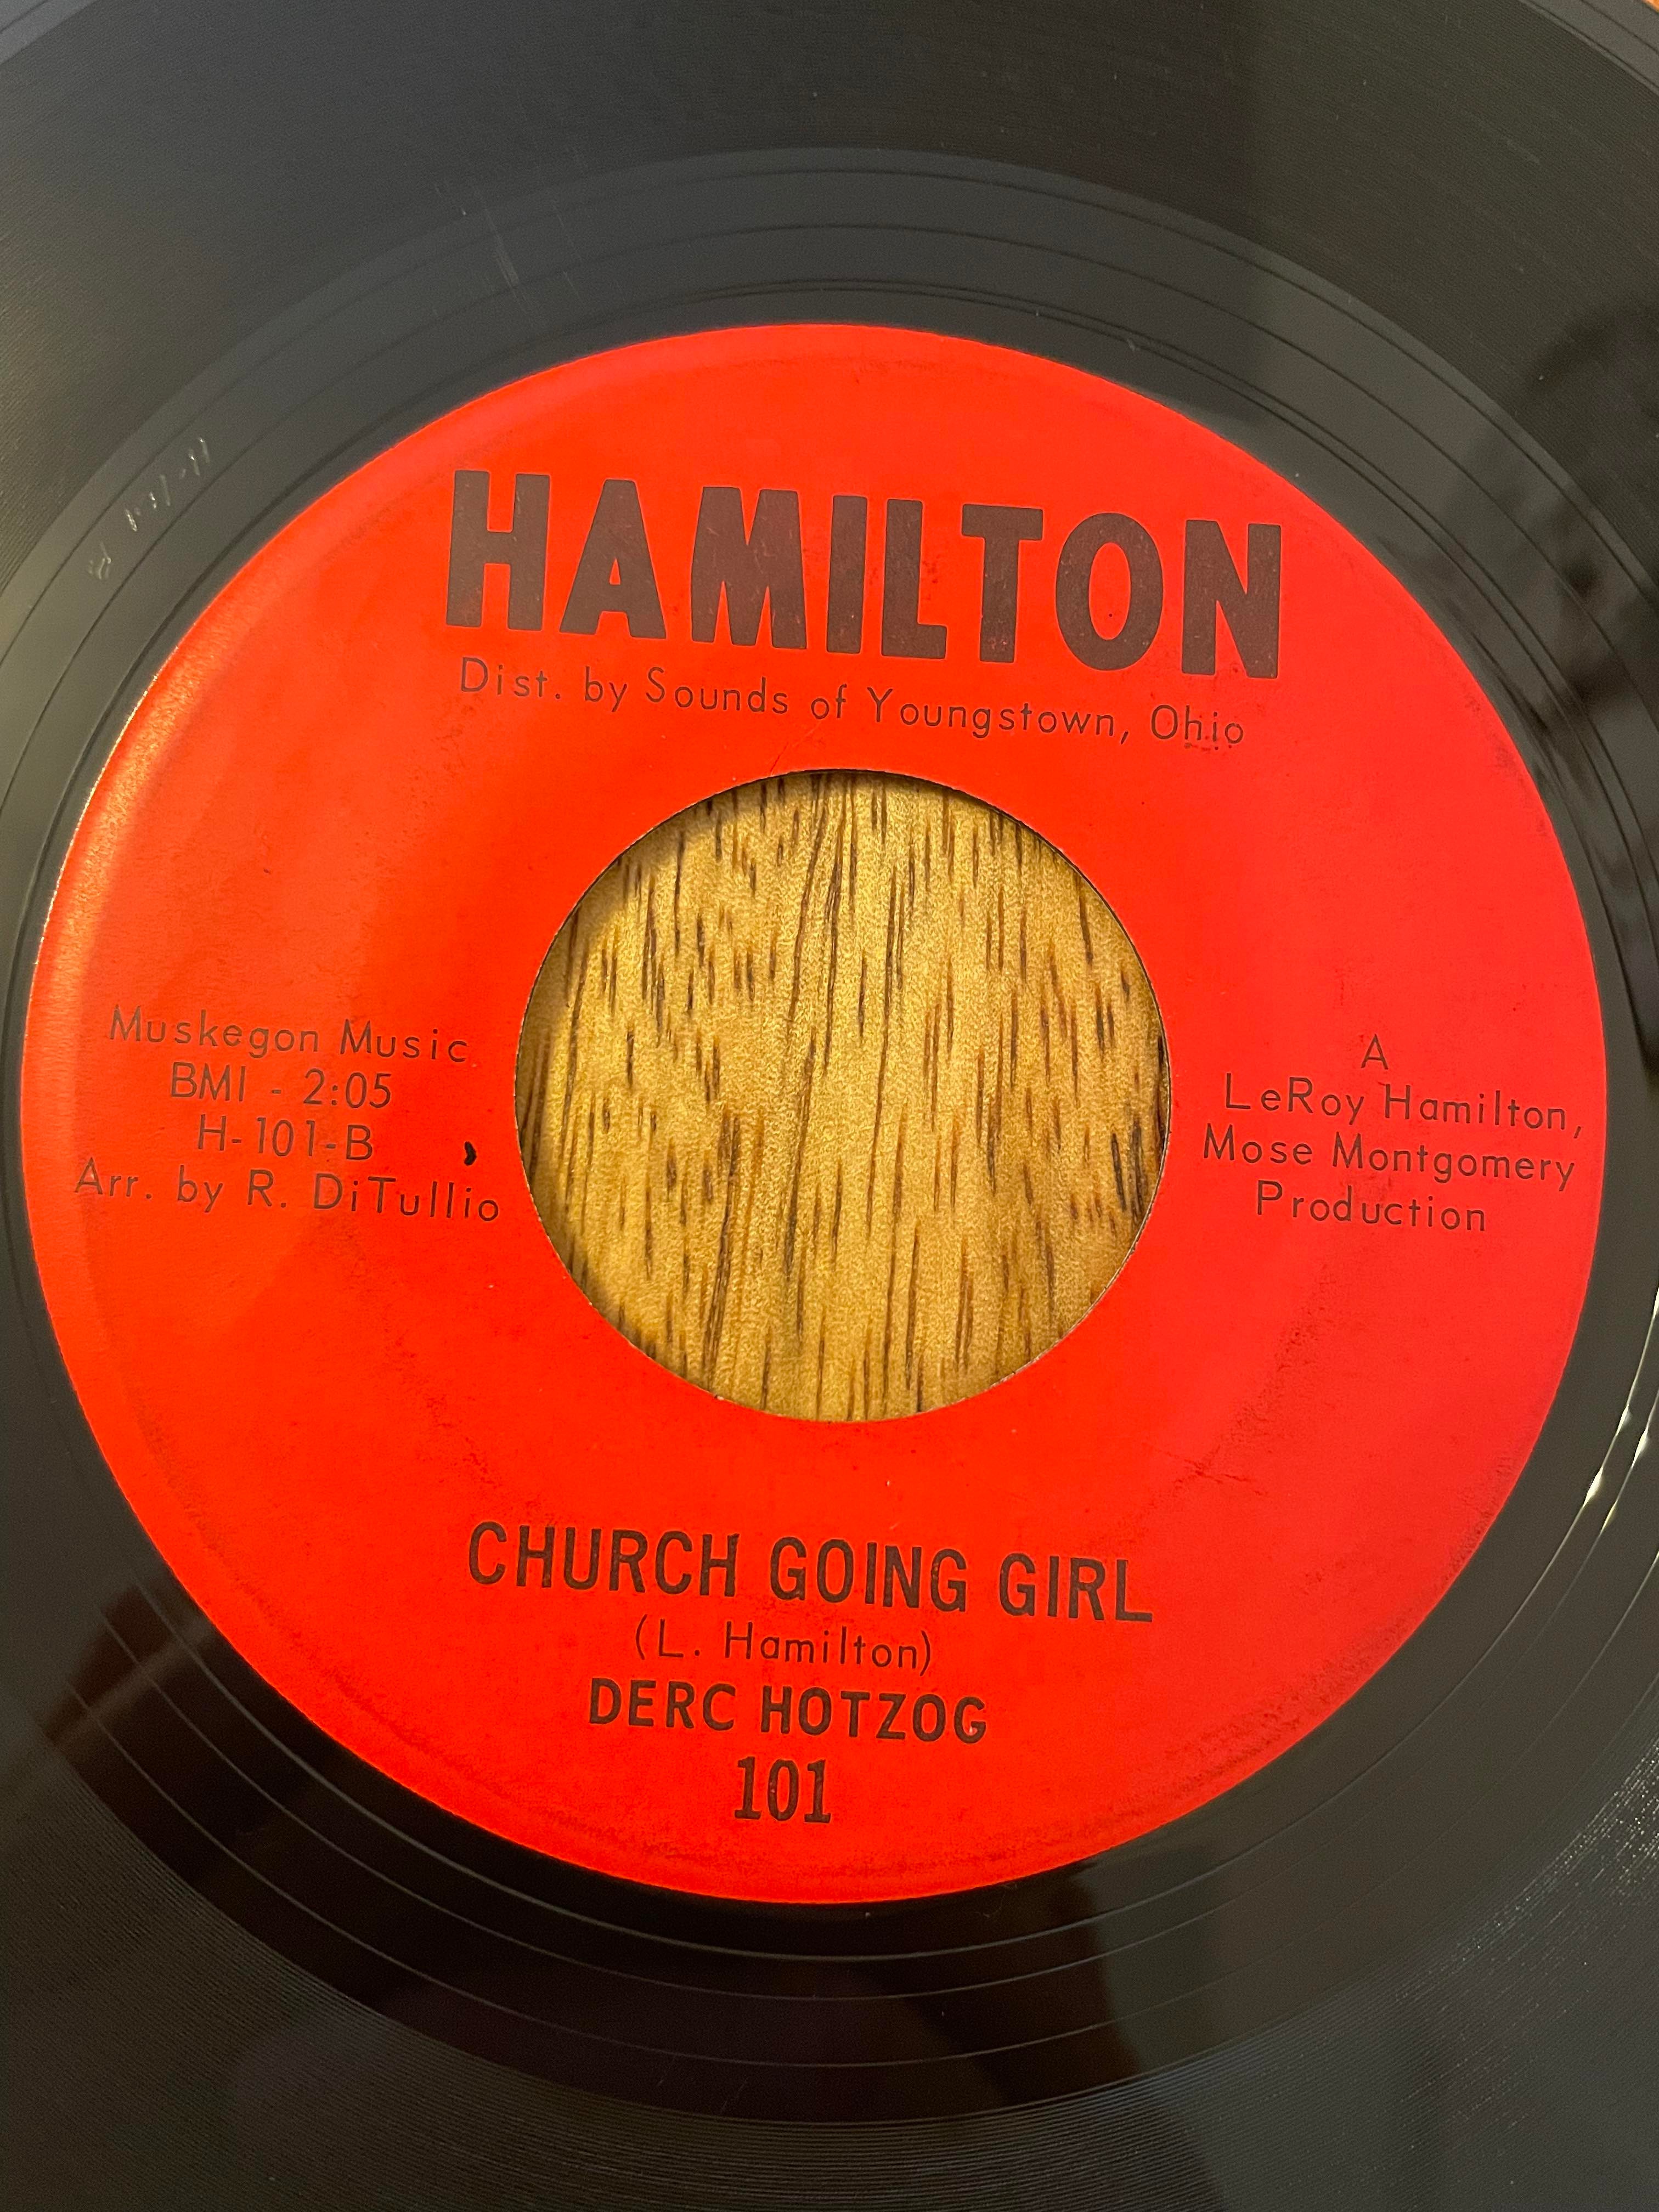 HAMILTON
Dist. by Sounds of Youngstown, Ohio
Muskegon Music
BMI - 2:05
H-101-B
Arr. by R. DiTullio
A
LeRoy Hamilton,
Mose Montgomery
Production
CHURCH GOING GIRL
(L. Hamilton)
DERC HOTZOG
101